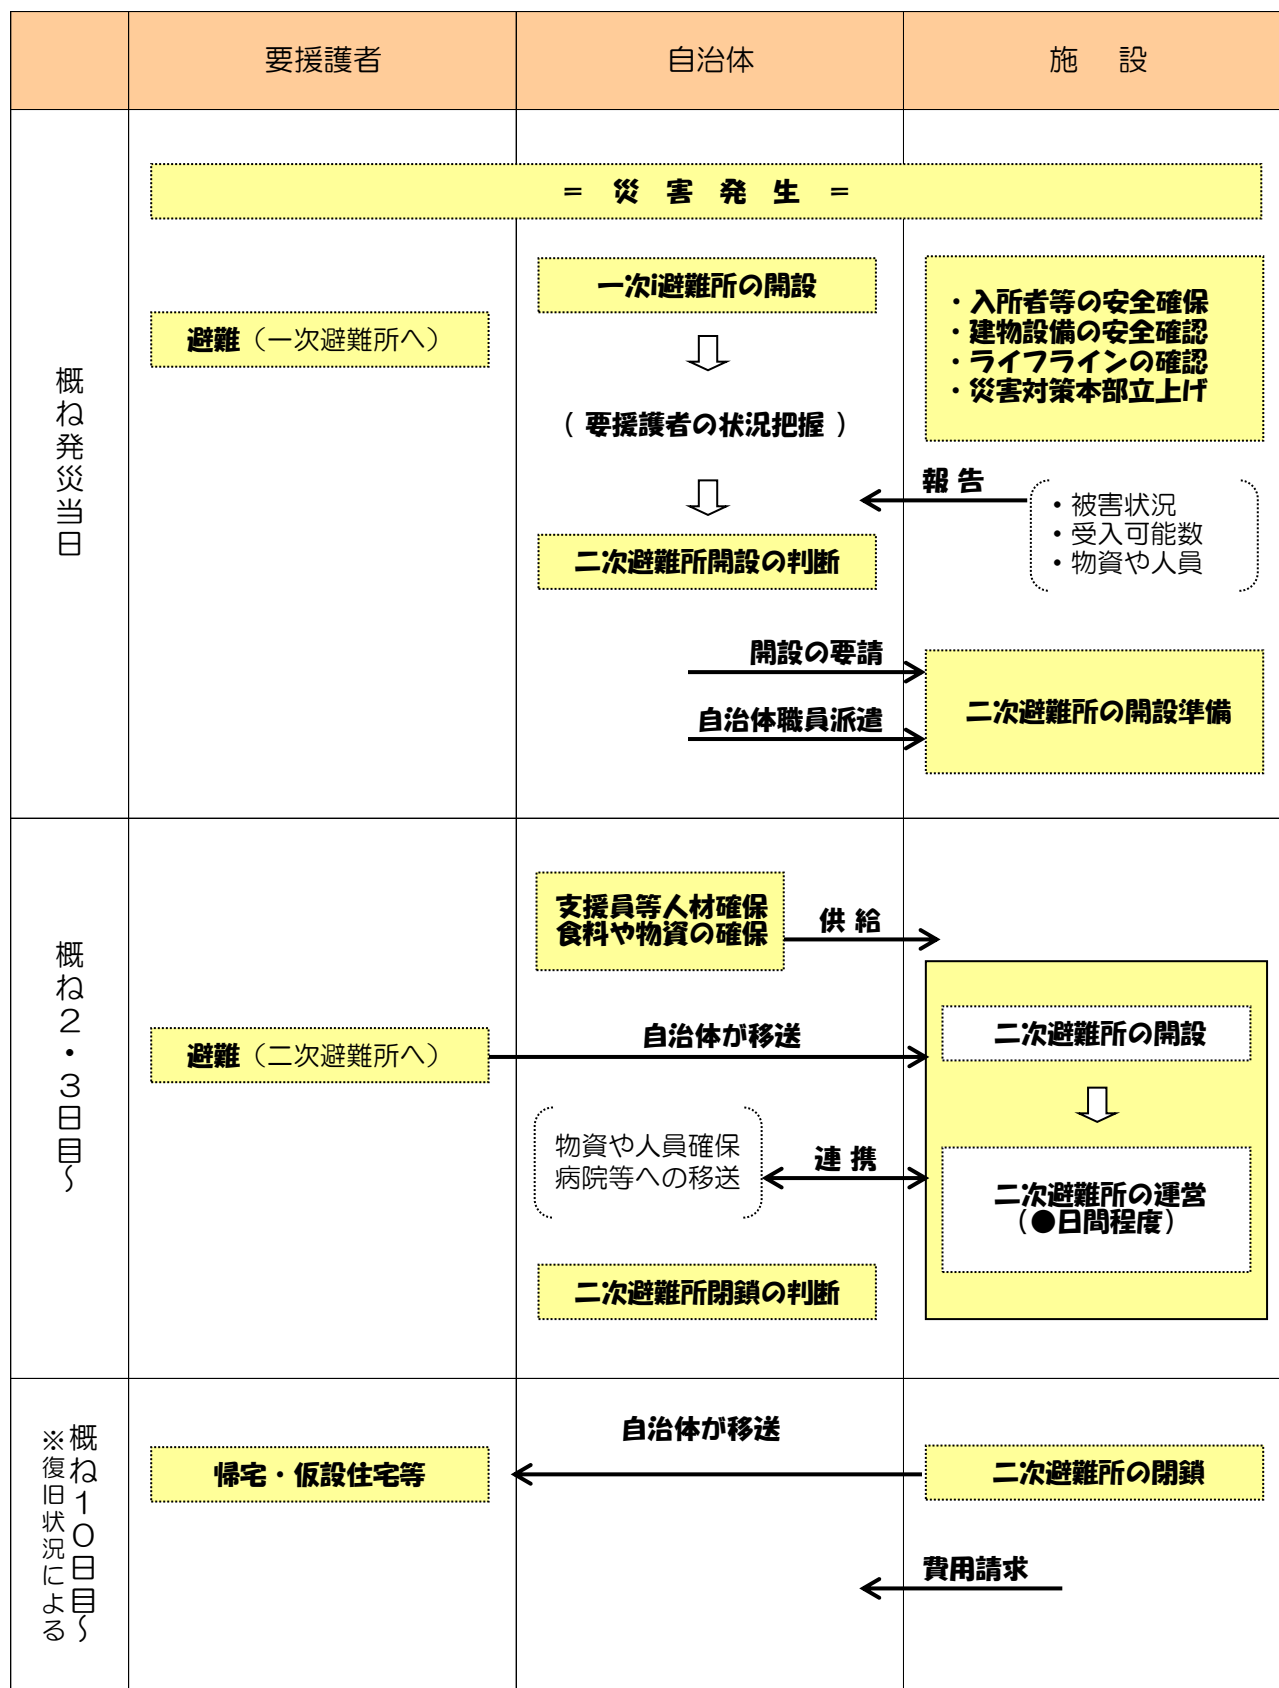 要援護者
自治体
施　設
概ね発災当日
＝ 災 害 発 生 ＝
一次i避難所の開設
避難（一次避難所へ）
・入所者等の安全確保
・建物設備の安全確認
・ライフラインの確認
・災害対策本部立上げ
（ 要援護者の状況把握 ）
報 告
・被害状況
・受入可能数
・物資や人員
二次避難所開設の判断
開設の要請
自治体職員派遣
二次避難所の開設準備
概ね２・３日目～
支援員等人材確保
食料や物資の確保
供 給
避難（二次避難所へ）
自治体が移送
二次避難所の開設
物資や人員確保
病院等への移送
連 携
二次避難所の運営
（●日間程度）
二次避難所閉鎖の判断
概ね１０日目～
※復旧状況による
自治体が移送
帰宅・仮設住宅等
二次避難所の閉鎖
費用請求